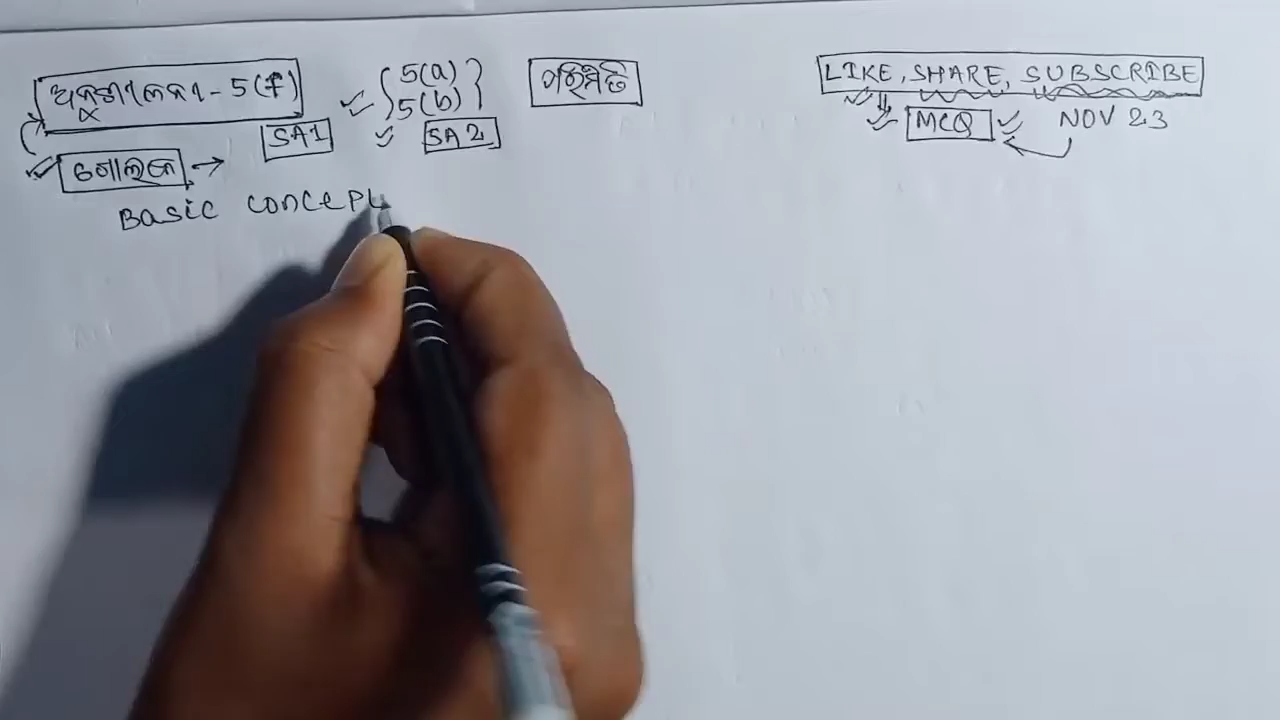 ଅନୁଶୀଳନୀ - 5(f)
5(a)
5(b)
ପରିମିତି
SA1
SA2
ଗୋଲକ →
Basic concept
LIKE, SHARE, SUBSCRIBE
MCQ
NOV 23